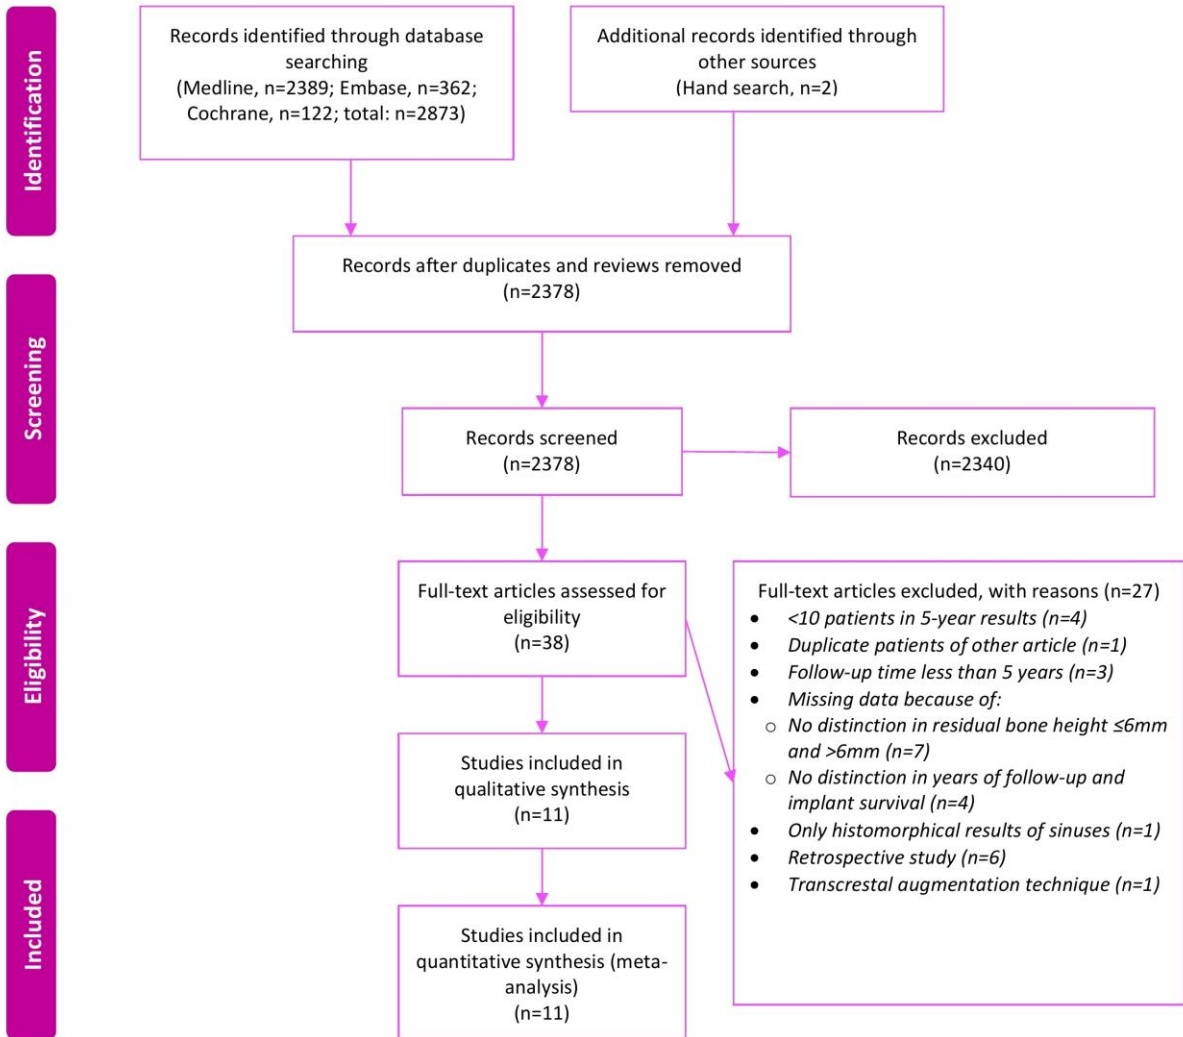 Identification
Records identified through database
searching
(Medline, n=2389; Embase, n=362;
Cochrane, n=122; total: n=2873)
Additional records identified through
other sources
(Hand search, n=2)
Records after duplicates and reviews removed
(n=2378)
Screening
Records screened
(n=2378)
Records excluded
(n=2340)
Eligibility
Full-text articles assessed for
eligibility
(n=38)
Full-text articles excluded, with reasons (n=27)
• <10 patients in 5-year results (n=4)
• Duplicate patients of other article (n=1)
• Follow-up time less than 5 years (n=3)
• Missing data because of:
o No distinction in residual bone height ≤6mm
and >6mm (n=7)
o No distinction in years of follow-up and
implant survival (n=4)
• Only histomorphical results of sinuses (n=1)
• Retrospective study (n=6)
• Transcrestal augmentation technique (n=1)
Studies included in
qualitative synthesis
(n=11)
Included
Studies included in
quantitative synthesis (meta-
analysis)
(n=11)